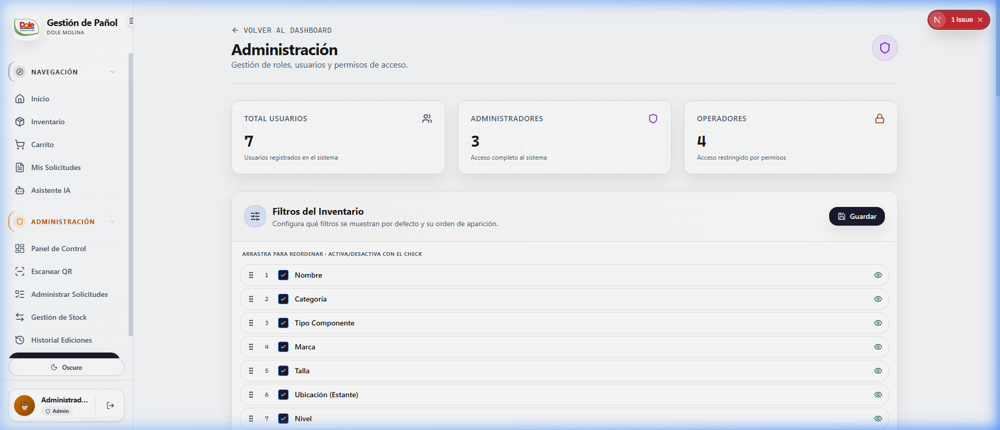 Dole
Gestión de Pañol
DOLE MOLINA
NAVEGACIÓN
Inicio
Inventario
Carrito
Mis Solicitudes
Asistente IA
ADMINISTRACIÓN
Panel de Control
Escanear QR
Administrar Solicitudes
Gestión de Stock
Historial Ediciones
Oscuro
Administrad...
Admin
VOLVER AL DASHBOARD
Administración
Gestión de roles, usuarios y permisos de acceso.
N 1 Issue
TOTAL USUARIOS
7
Usuarios registrados en el sistema
ADMINISTRADORES
3
Acceso completo al sistema
OPERADORES
4
Acceso restringido por permisos
Filtros del Inventario
Configura qué filtros se muestran por defecto y su orden de aparición.
Guardar
ARRASTRA PARA REORDENAR · ACTIVA/DESACTIVA CON EL CHECK
1 Nombre
2 Categoría
3 Tipo Componente
4 Marca
5 Talla
6 Ubicación (Estante)
7 Nivel